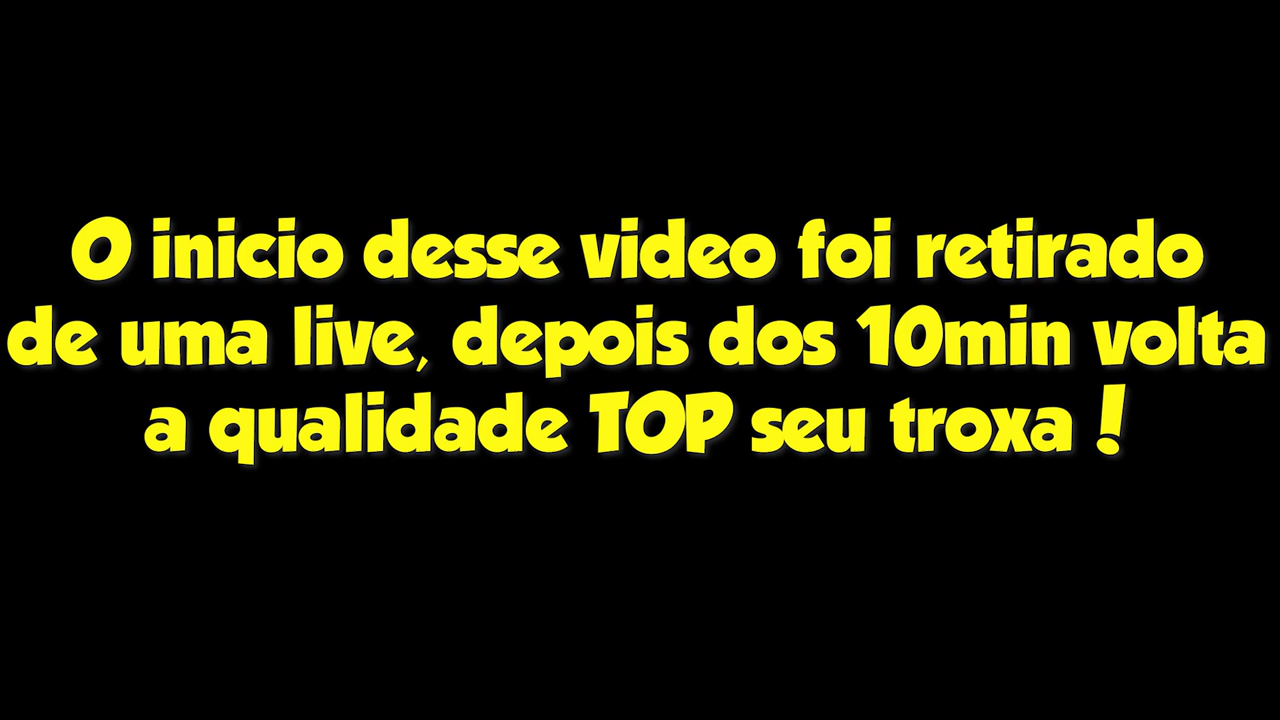 O inicio desse video foi retirado
de uma live, depois dos 10min volta
a qualidade TOP seu troxa!